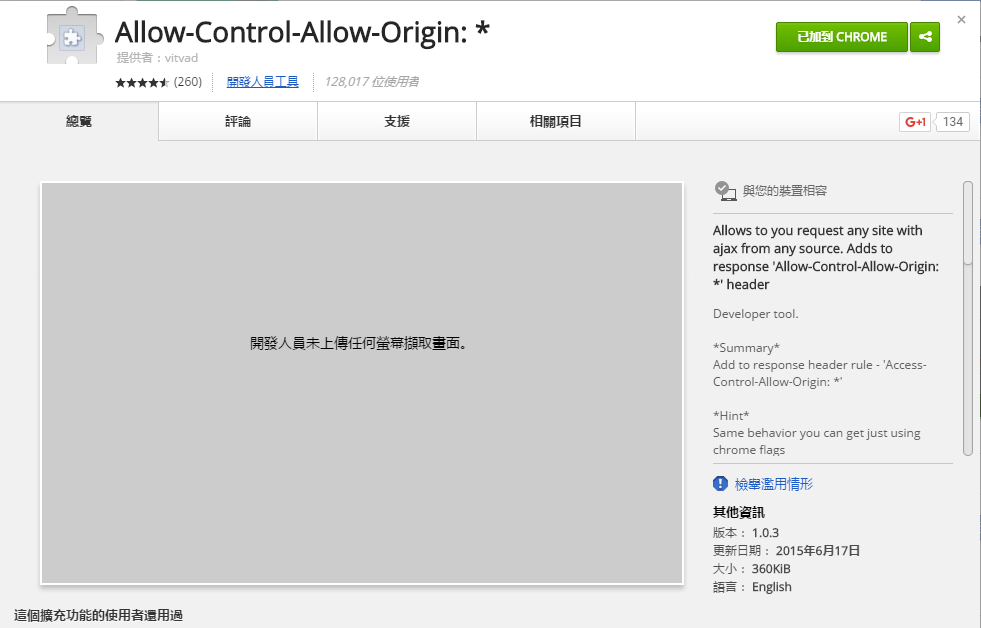 Allow-Control-Allow-Origin: *
提供者：vitvad
(260)
開發人員工具
128,017 位使用者
已加到 CHROME
總覽
評論
支援
相關項目
G+1
134
開發人員未上傳任何螢幕擷取畫面。
與您的裝置相容
Allows to you request any site with
ajax from any source. Adds to
response 'Allow-Control-Allow-Origin:
*' header
Developer tool.
*Summary*
Add to response header rule - 'Access-
Control-Allow-Origin: *'
*Hint*
Same behavior you can get just using
chrome flags
檢舉濫用情形
其他資訊
版本： 1.0.3
更新日期： 2015年6月17日
大小： 360KiB
語言： English
這個擴充功能的使用者還用過